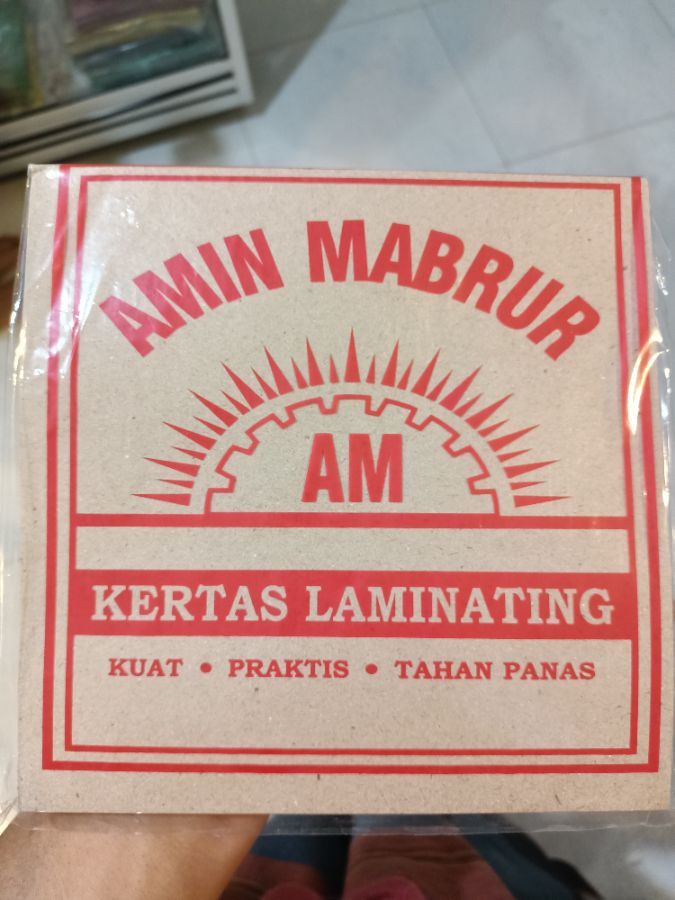 AMIN MABRUR
AM
KERTAS LAMINATING
KUAT • PRAKTIS • TAHAN PANAS